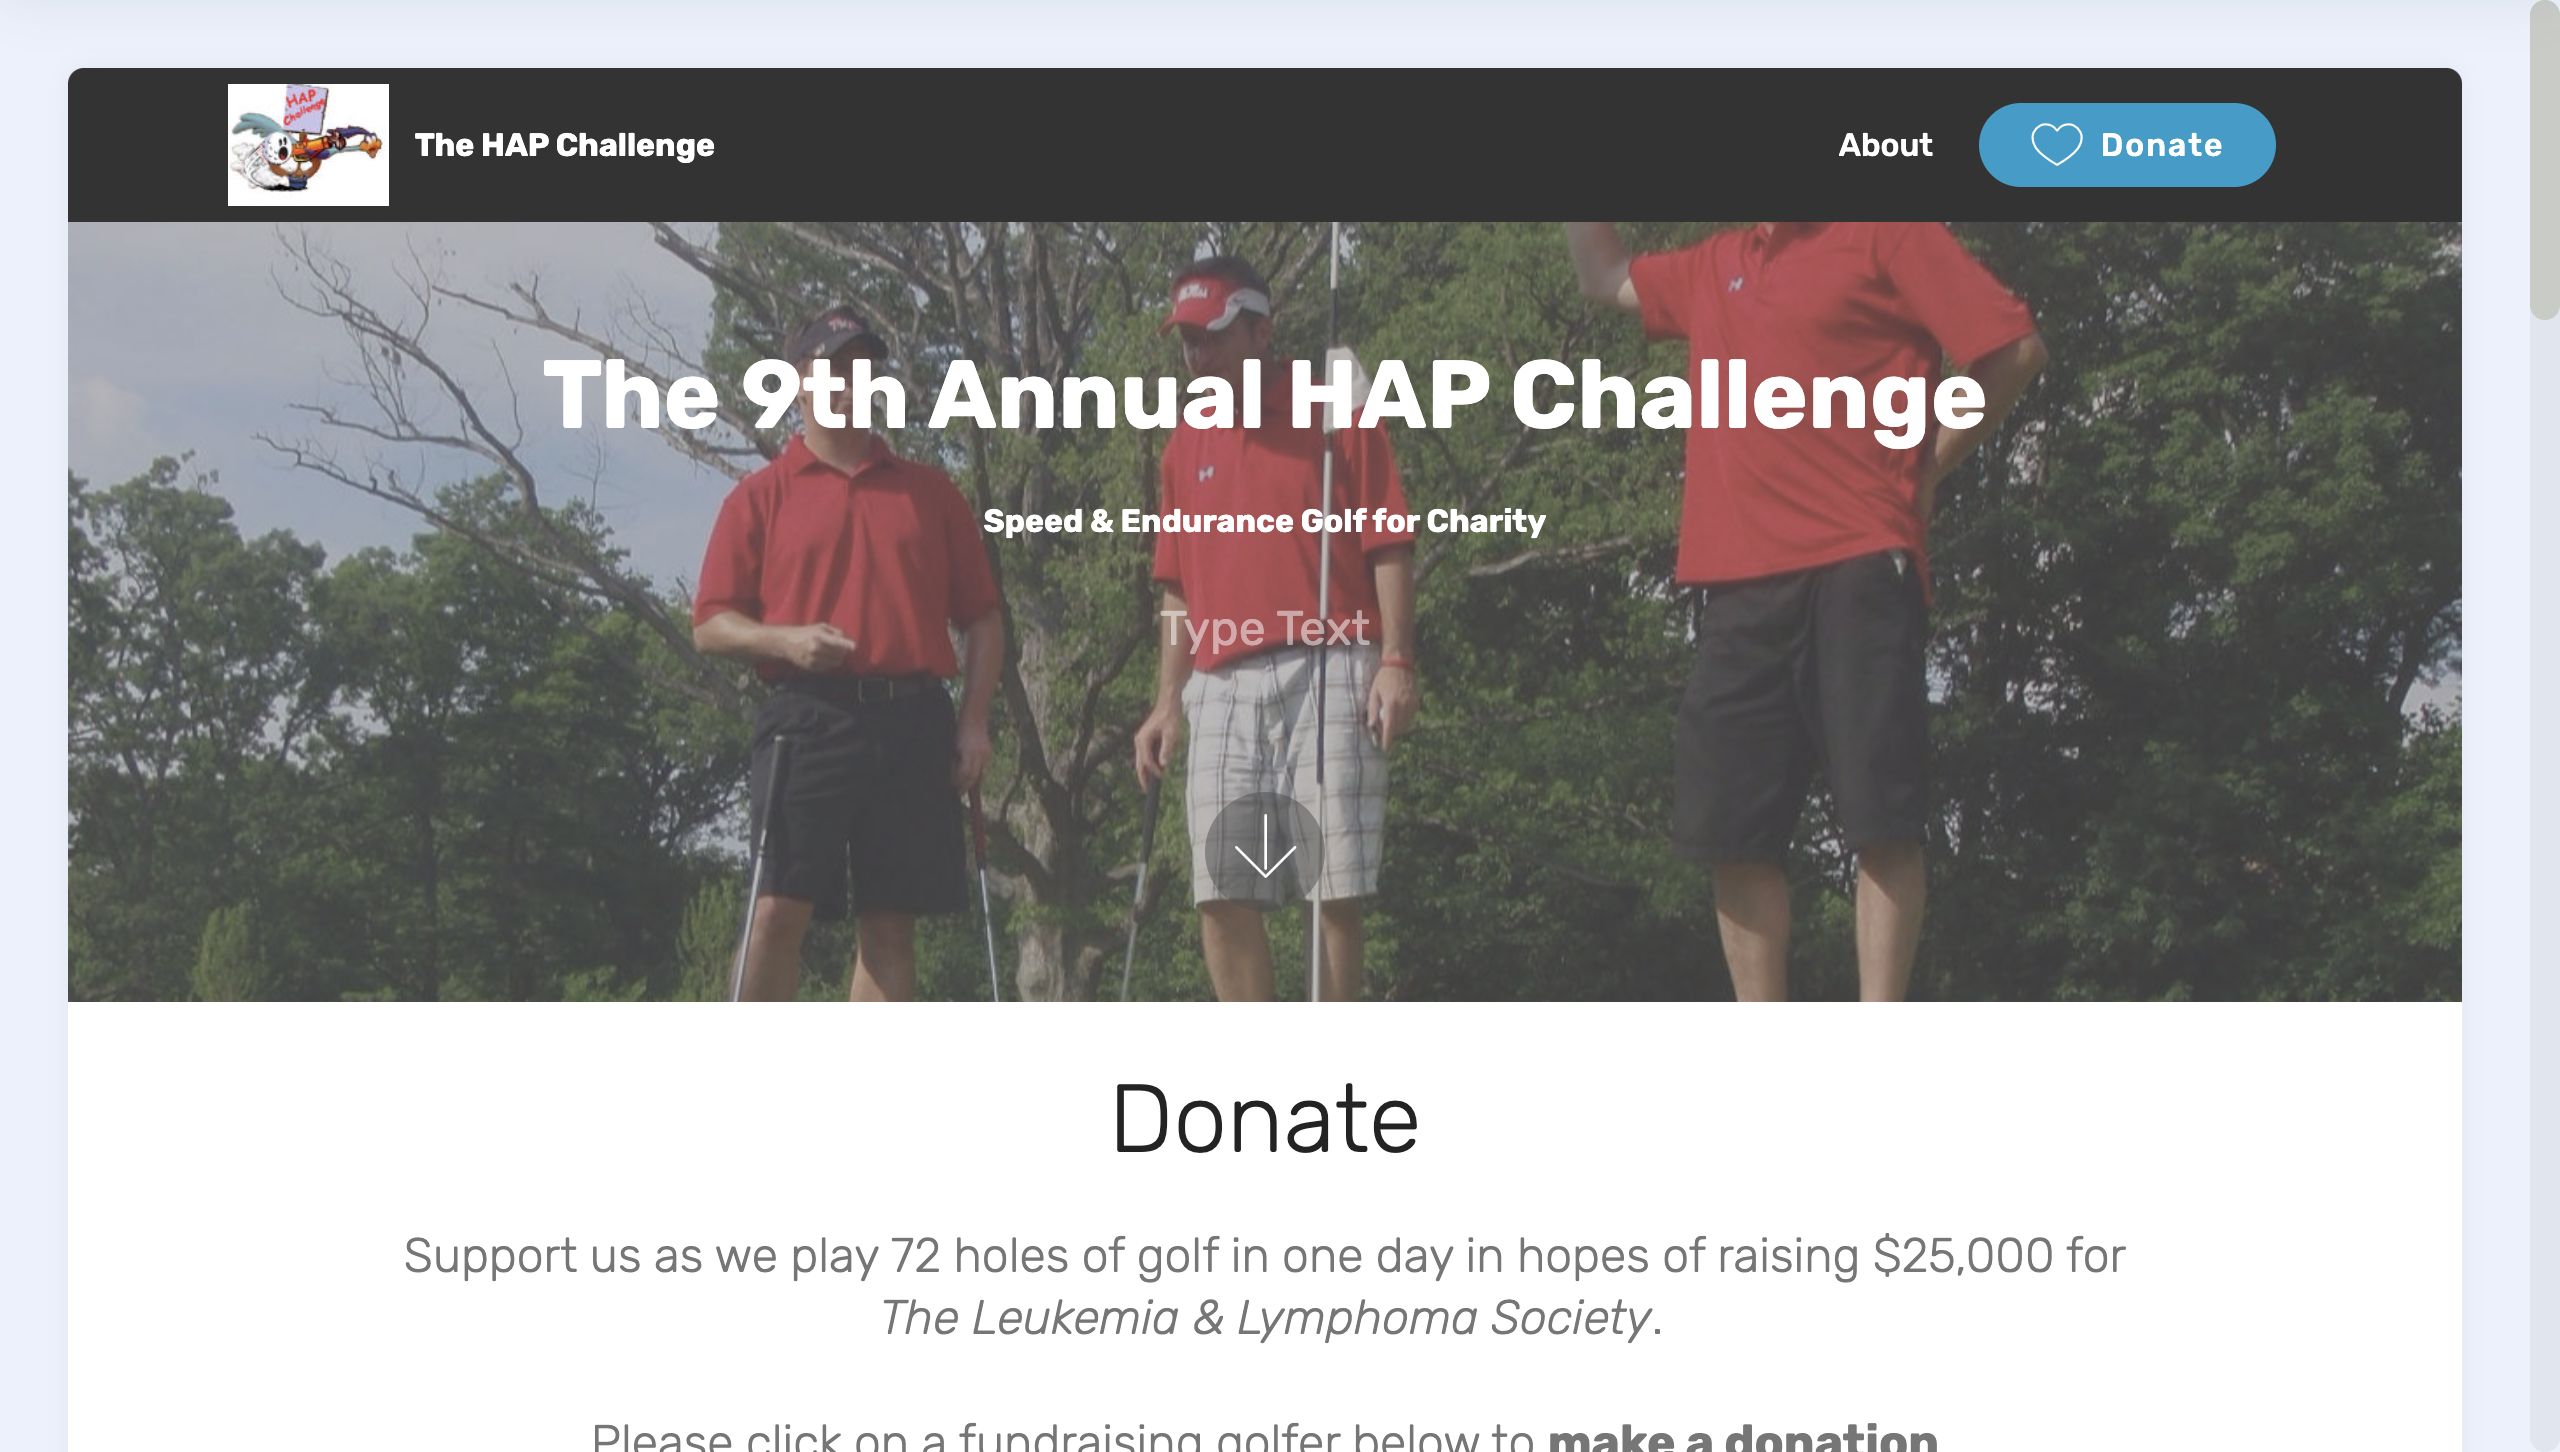 HAP
Challenge
The HAP Challenge
About
Donate
The 9th Annual HAP Challenge
Speed & Endurance Golf for Charity
Type Text
Donate
Support us as we play 72 holes of golf in one day in hopes of raising $25,000 for
The Leukemia & Lymphoma Society.
Please click on a fundraising golfer below to make a donation